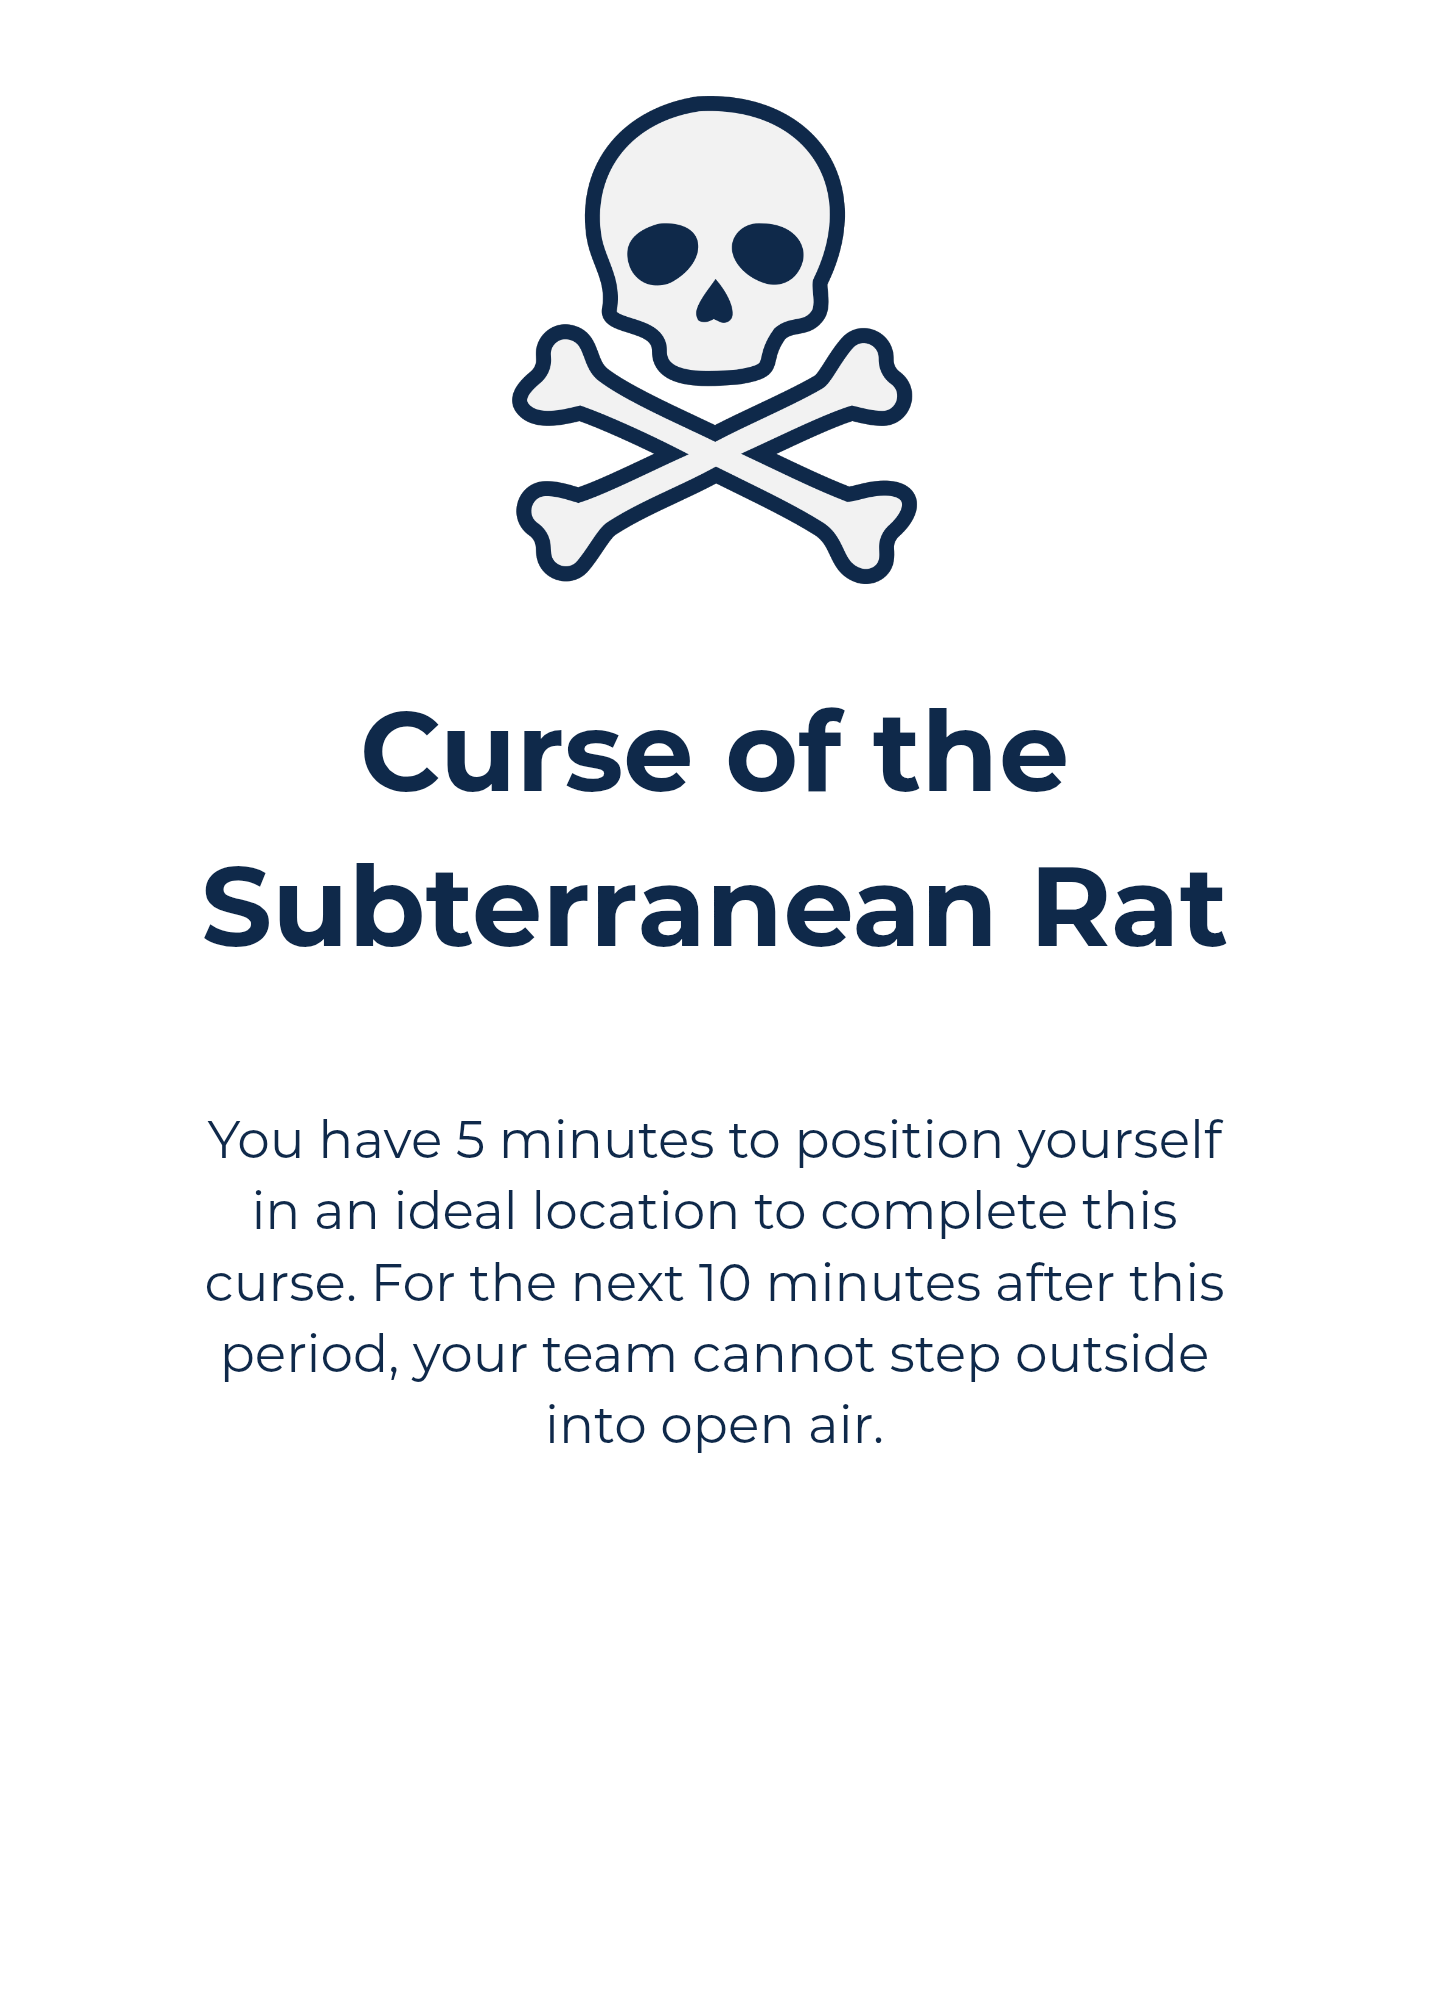 Curse of the
Subterranean Rat
You have 5 minutes to position yourself
in an ideal location to complete this
curse. For the next 10 minutes after this
period, your team cannot step outside
into open air.